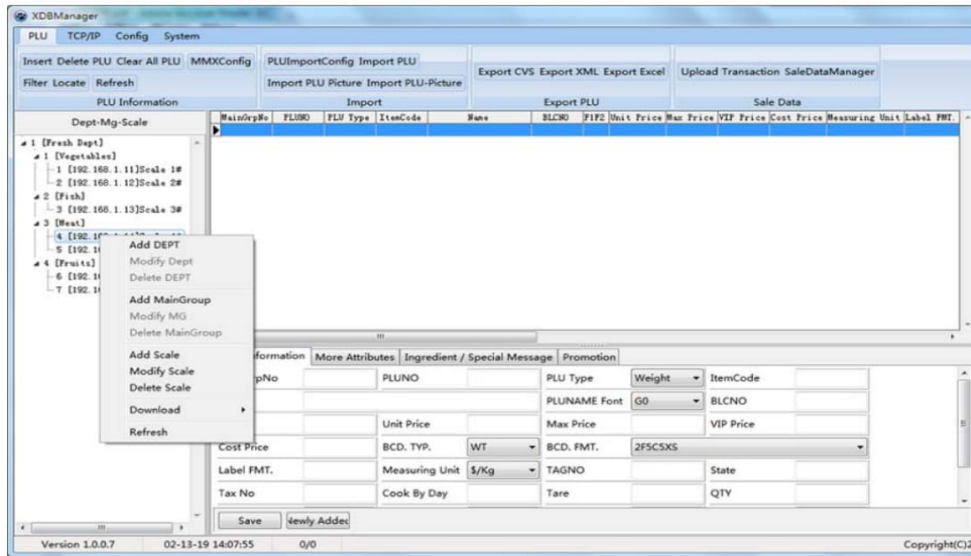 XDBManager
PLU TCP/IP Config System
Insert Delete PLU Clear All PLU MMXConfig PLUImportConfig Import PLU
Export CVS Export XML Export Excel Upload Transaction SaleDataManager
Filter Locate Refresh Import PLU Picture Import PLU-Picture
PLU Information Import Export PLU Sale Data
Dept-Mg-Scale
MainGrpNo PLUNO PLU Type ItemCode Name BLCNO F1F2 Unit Price Max Price VIP Price Cost Price Measuring Unit Label FMT.
1 [Fresh Dept]
1 [Vegetables]
1 [192.168.1.11]Scale 1#
2 [192.168.1.12]Scale 2#
2 [Fish]
3 [192.168.1.13]Scale 3#
3 [Meat]
4 [192.16
5 [192.16
4 [Fruits]
6 [192.16
7 [192.16
Add DEPT
Modify Dept
Delete DEPT
Add MainGroup
Modify MG
Delete MainGroup
Add Scale
Modify Scale
Delete Scale
Download
Refresh
formation More Attributes Ingredient / Special Message Promotion
pNo PLUNO PLU Type Weight ItemCode
PLUNAME Font G0 BLCNO
Unit Price Max Price VIP Price
Cost Price BCD. TYP. WT BCD. FMT. 2F5C5XS
Label FMT. Measuring Unit $/Kg TAGNO State
Tax No Cook By Day Tare QTY
Save Newly Added
Version 1.0.0.7 02-13-19 14:07:55 0/0 Copyright(C)2